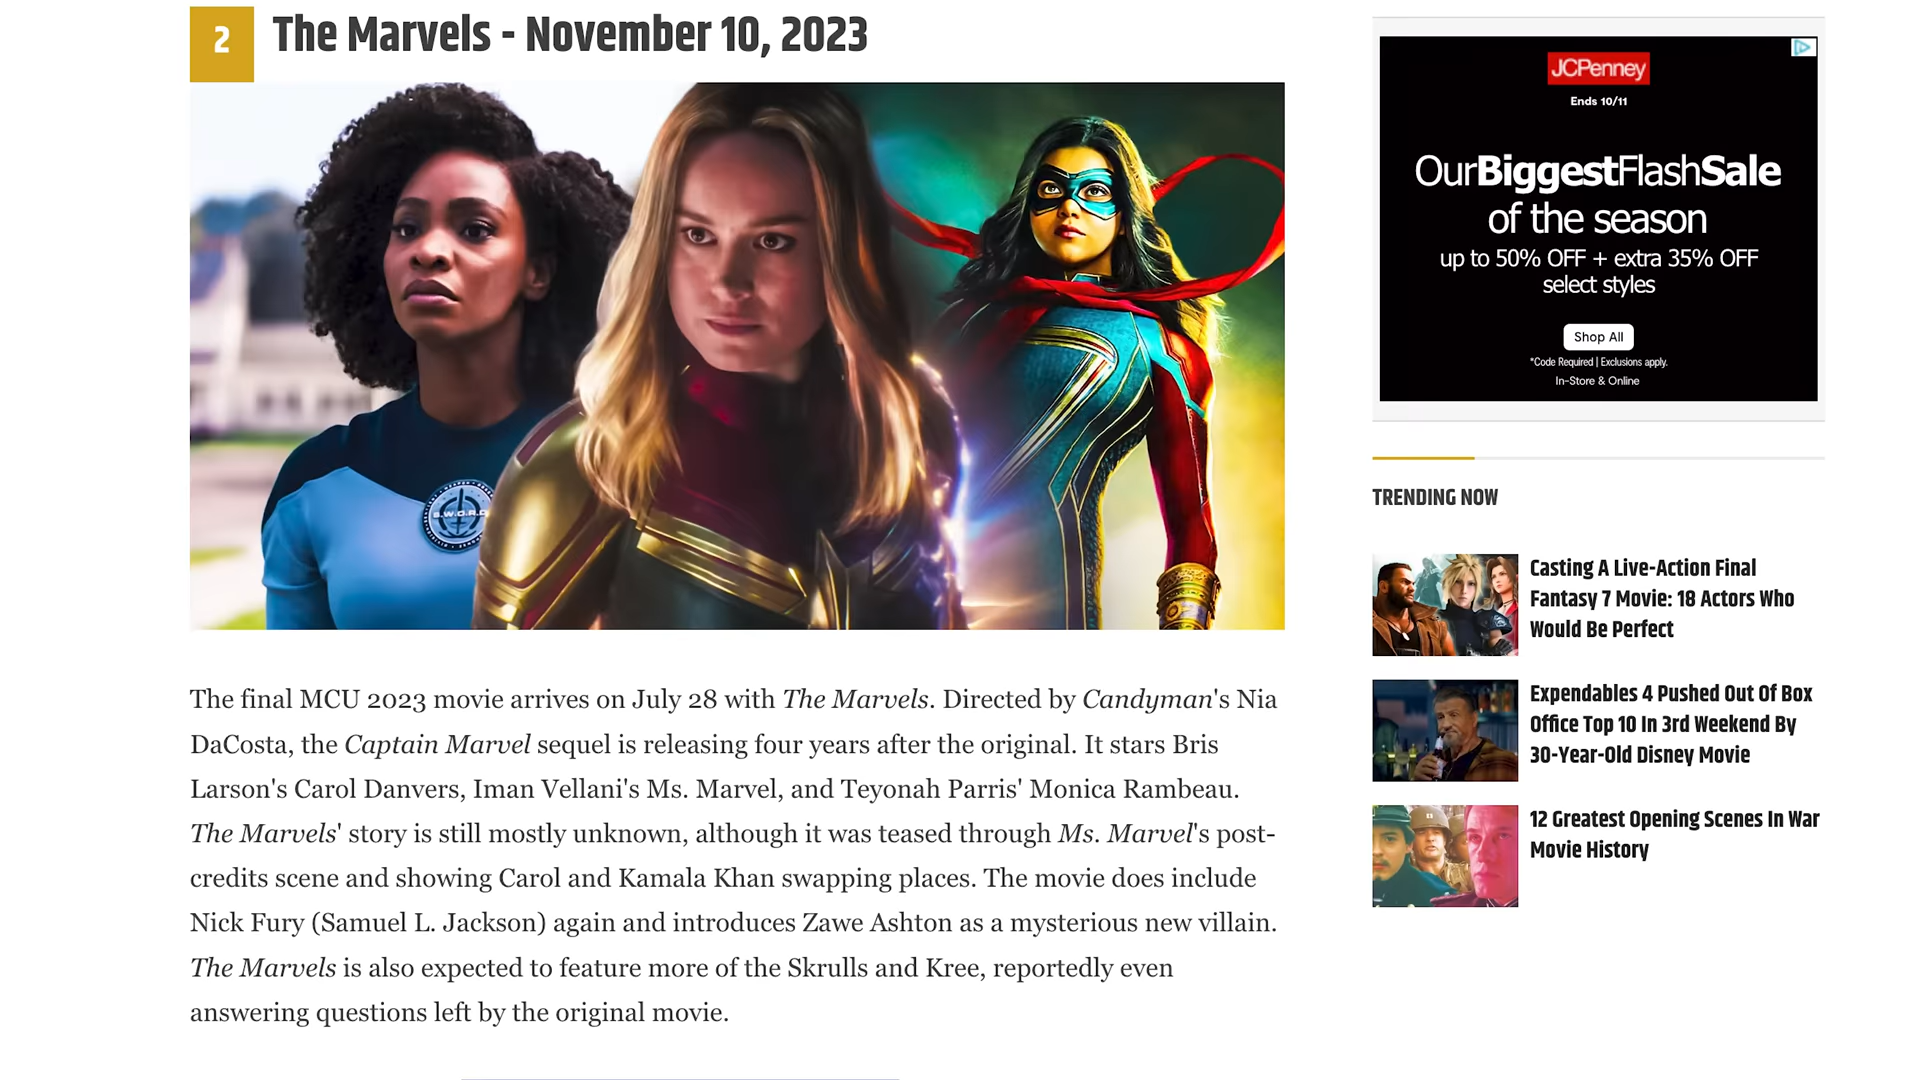 2
The Marvels - November 10, 2023
S.W.O.R.D.
The final MCU 2023 movie arrives on July 28 with The Marvels. Directed by Candyman's Nia
DaCosta, the Captain Marvel sequel is releasing four years after the original. It stars Bris
Larson's Carol Danvers, Iman Vellani's Ms. Marvel, and Teyonah Parris' Monica Rambeau.
The Marvels' story is still mostly unknown, although it was teased through Ms. Marvel's post-
credits scene and showing Carol and Kamala Khan swapping places. The movie does include
Nick Fury (Samuel L. Jackson) again and introduces Zawe Ashton as a mysterious new villain.
The Marvels is also expected to feature more of the Skrulls and Kree, reportedly even
answering questions left by the original movie.
JCPenney
Ends 10/11
OurBiggestFlashSale
of the season
up to 50% OFF + extra 35% OFF
select styles
Shop All
*Code Required | Exclusions apply.
In-Store & Online
TRENDING NOW
Casting A Live-Action Final
Fantasy 7 Movie: 18 Actors Who
Would Be Perfect
Expendables 4 Pushed Out Of Box
Office Top 10 In 3rd Weekend By
30-Year-Old Disney Movie
12 Greatest Opening Scenes In War
Movie History